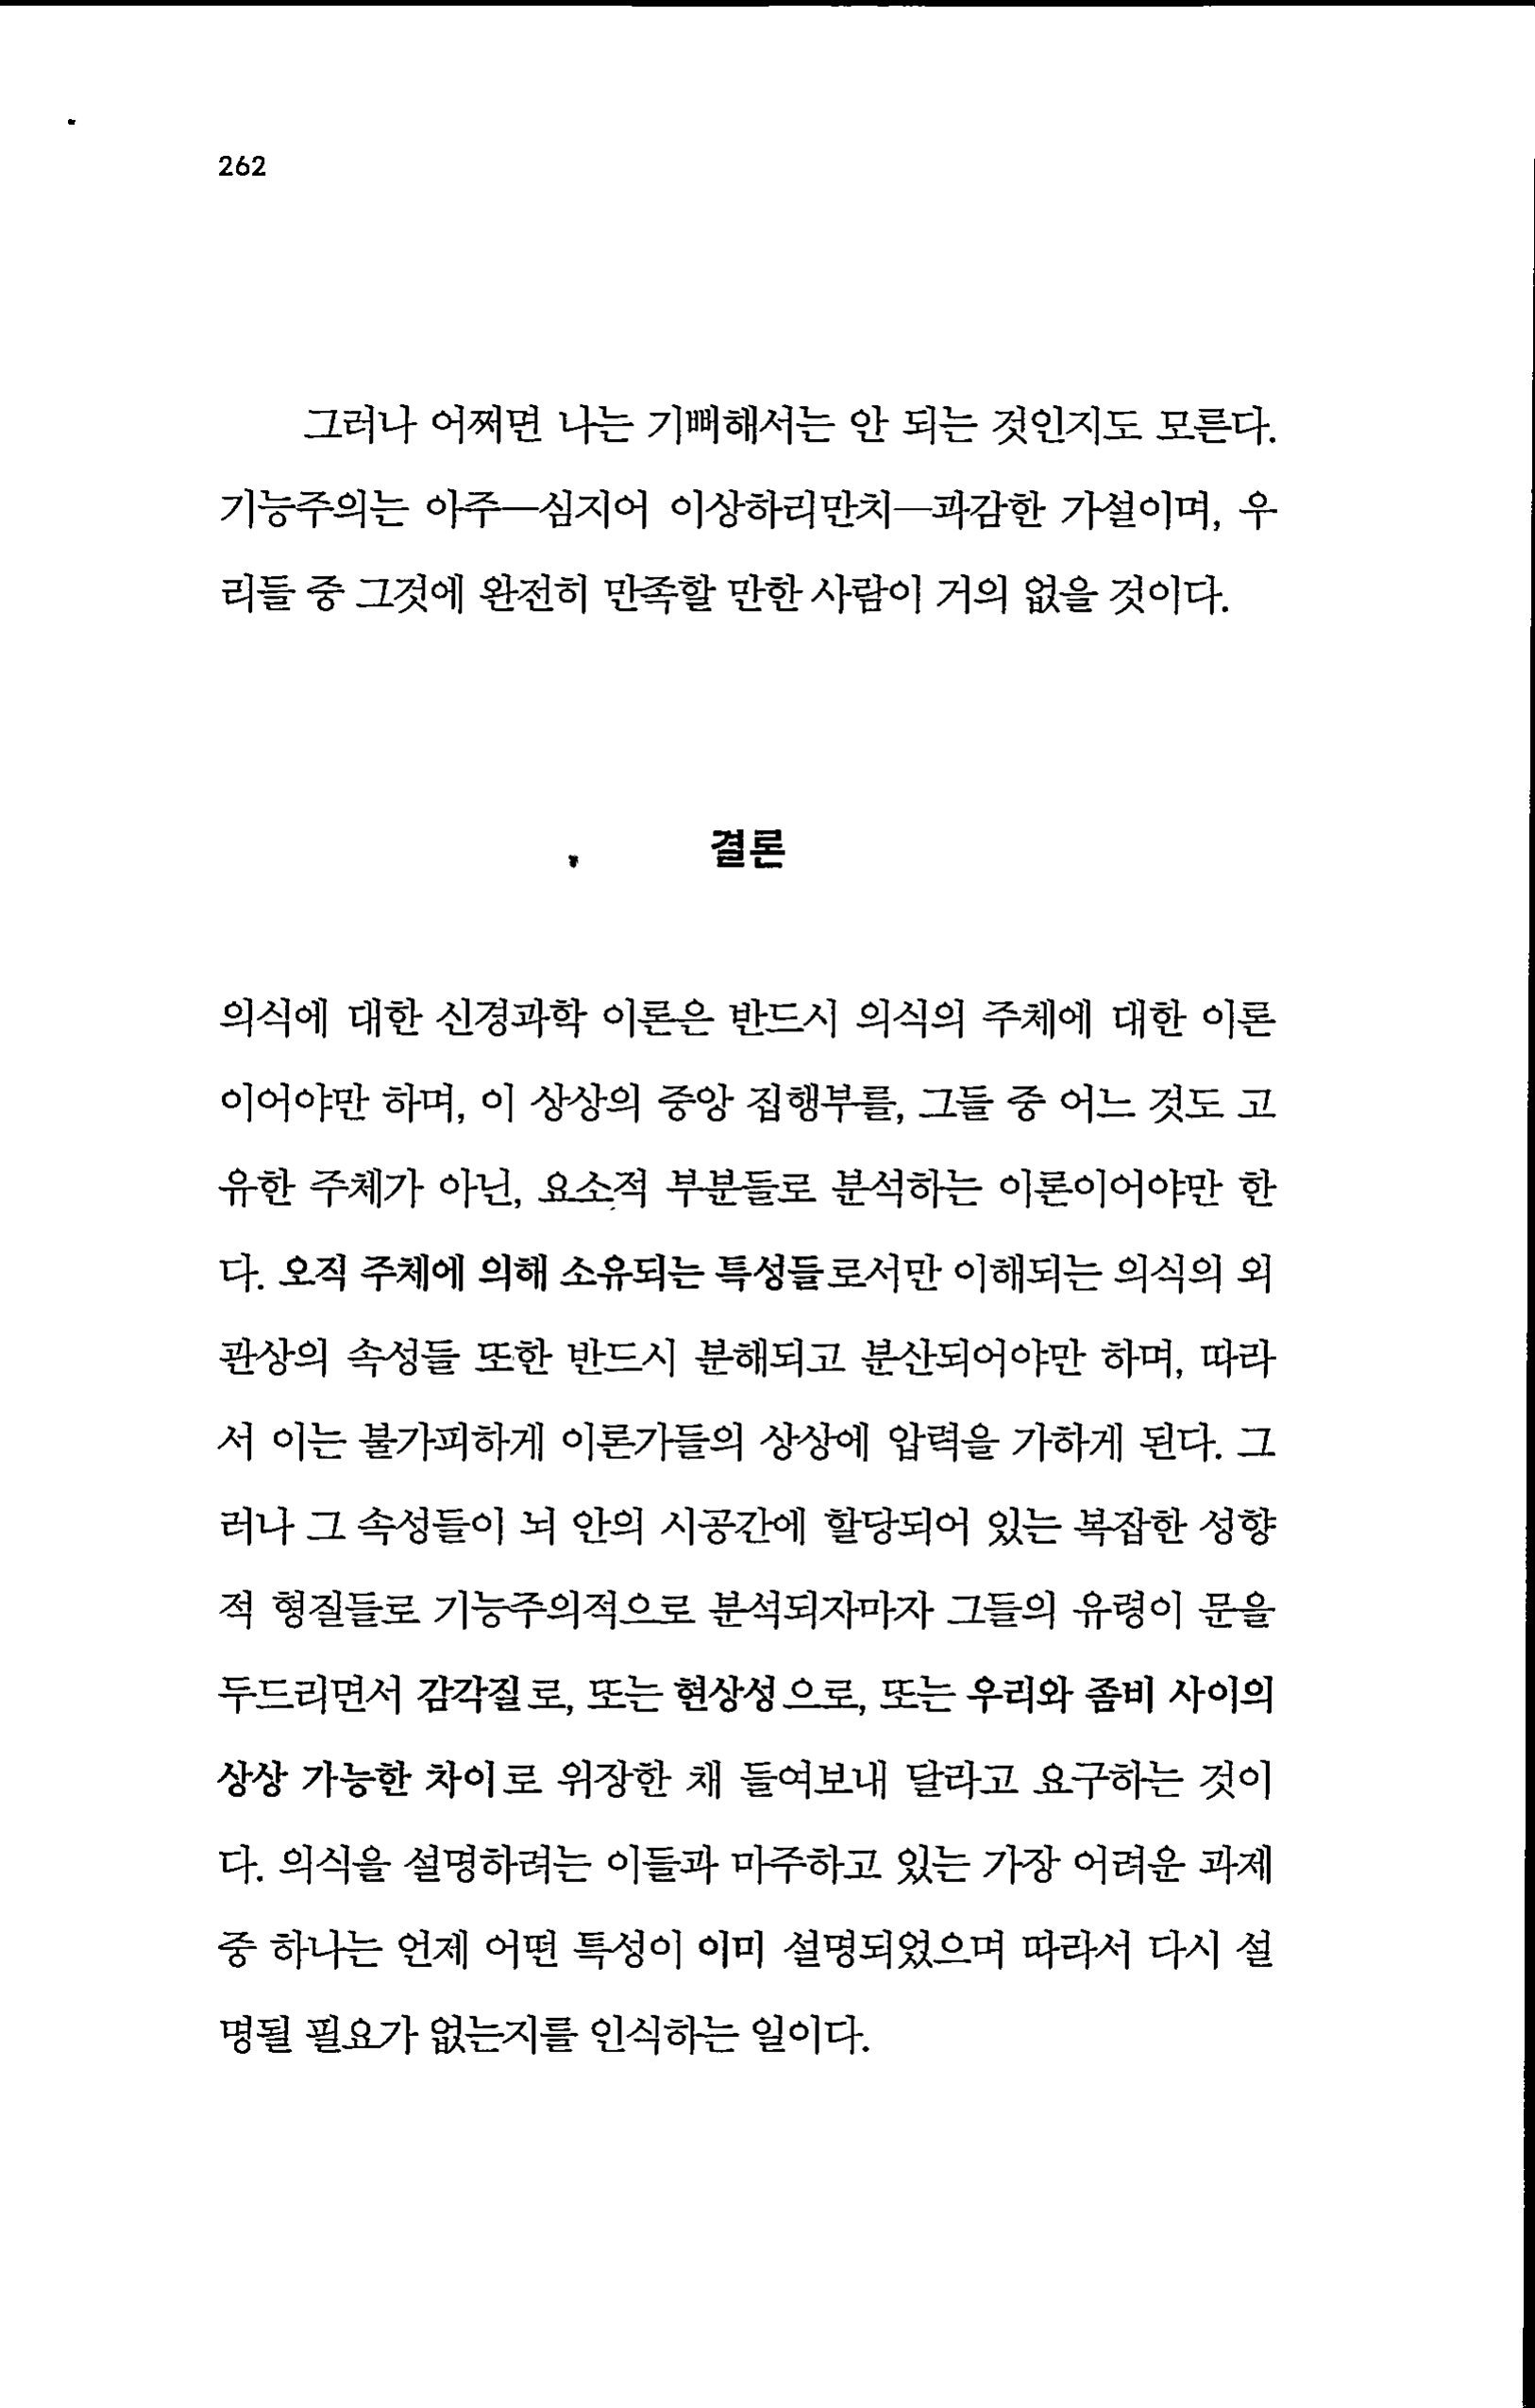 262
그러나 어쩌면 나는 기뻐해서는 안 되는 것인지도 모른다.
기능주의는 아주—심지어 이상하리만치—과감한 가설이며, 우
리들 중 그것에 완전히 만족할 만한 사람이 거의 없을 것이다.
결론
의식에 대한 신경과학 이론은 반드시 의식의 주체에 대한 이론
이어야만 하며, 이 상상의 중앙 집행부를, 그들 중 어느 것도 고
유한 주체가 아닌, 요소적 부분들로 분석하는 이론이어야만 한
다. 오직 주체에 의해 소유되는 특성들로서만 이해되는 의식의 외
관상의 속성들 또한 반드시 분해되고 분산되어야만 하며, 따라
서 이는 불가피하게 이론가들의 상상에 압력을 가하게 된다. 그
러나 그 속성들이 뇌 안의 시공간에 할당되어 있는 복잡한 성향
적 형질들로 기능주의적으로 분석되자마자 그들의 유령이 문을
두드리면서 감각질로, 또는 현상성으로, 또는 우리와 좀비 사이의
상상 가능한 차이로 위장한 채 들여보내 달라고 요구하는 것이
다. 의식을 설명하려는 이들과 마주하고 있는 가장 어려운 과제
중 하나는 언제 어떤 특성이 이미 설명되었으며 따라서 다시 설
명될 필요가 없는지를 인식하는 일이다.